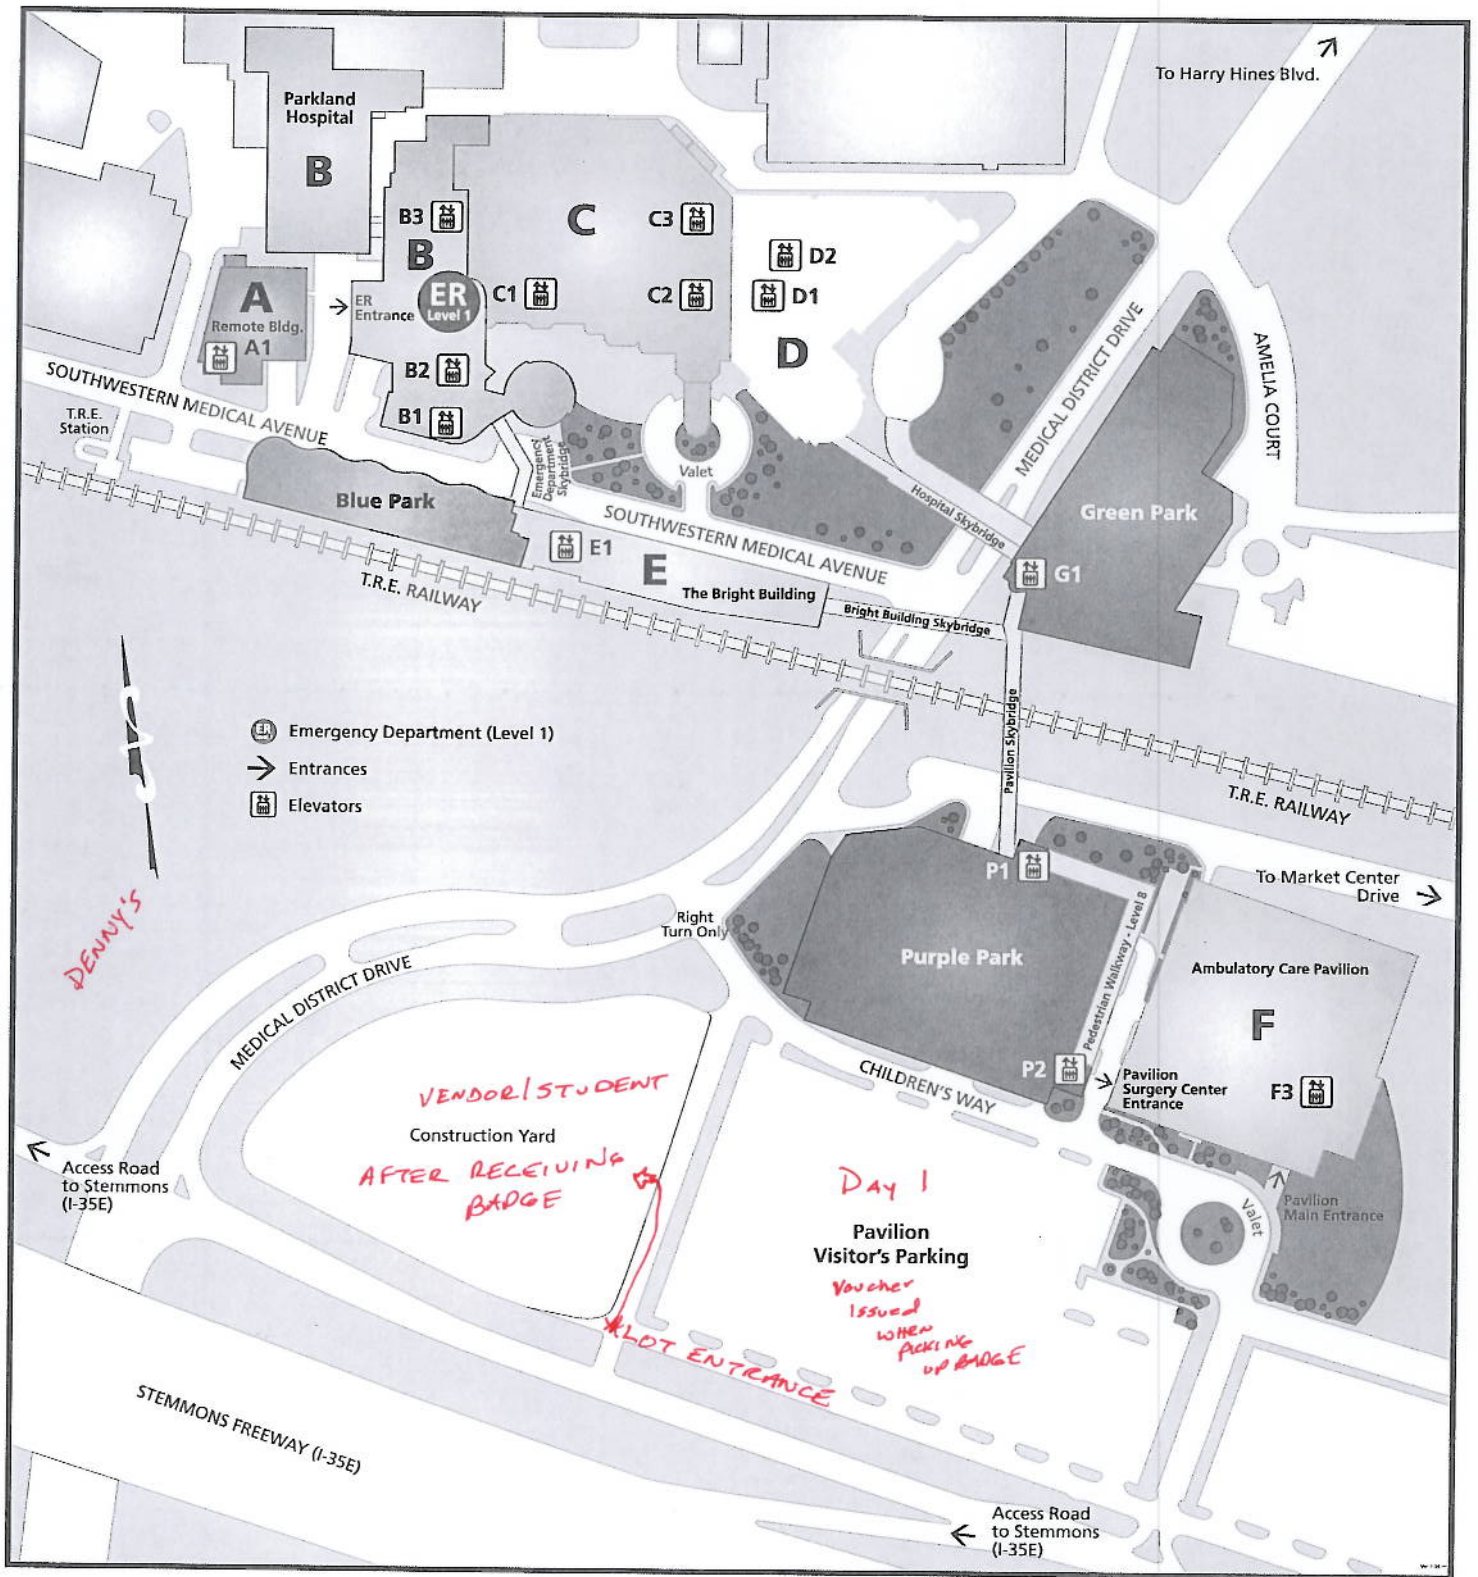 To Harry Hines Blvd.
Parkland
Hospital
B
B3
B
C
C3
D2
ER
Entrance
ER
Level 1
C1
C2
D1
D
A
Remote Bldg.
A1
B2
B1
SOUTHWESTERN MEDICAL AVENUE
T.R.E.
Station
Emergency
Department
Skybridge
Valet
MEDICAL DISTRICT DRIVE
AMELIA COURT
Blue Park
Hospital Skybridge
Green Park
SOUTHWESTERN MEDICAL AVENUE
E1
E
The Bright Building
G1
T.R.E. RAILWAY
Bright Building Skybridge
Pavilion Skybridge
ER
Emergency Department (Level 1)
Entrances
Elevators
T.R.E. RAILWAY
To Market Center
Drive
DENNY'S
P1
Right
Turn Only
Purple Park
Pedestrian Walkway - Level 8
Ambulatory Care Pavilion
F
MEDICAL DISTRICT DRIVE
P2
CHILDREN'S WAY
Pavilion
Surgery Center
Entrance
F3
VENDOR/STUDENT
Construction Yard
AFTER RECEIVING
BADGE
Access Road
to Stemmons
(I-35E)
Day 1
Pavilion
Visitor's Parking
Voucher
Issued
WHEN
PICKING
UP BADGE
Valet
Pavilion
Main Entrance
LOT ENTRANCE
STEMMONS FREEWAY (I-35E)
Access Road
to Stemmons
(I-35E)